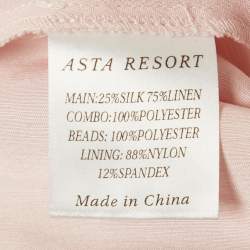 ASTA RESORT
MAIN:25%SILK 75%LINEN
COMBO:100%POLYESTER
BEADS: 100%POLYESTER
LINING: 88%NYLON
12%SPANDEX
Made in China